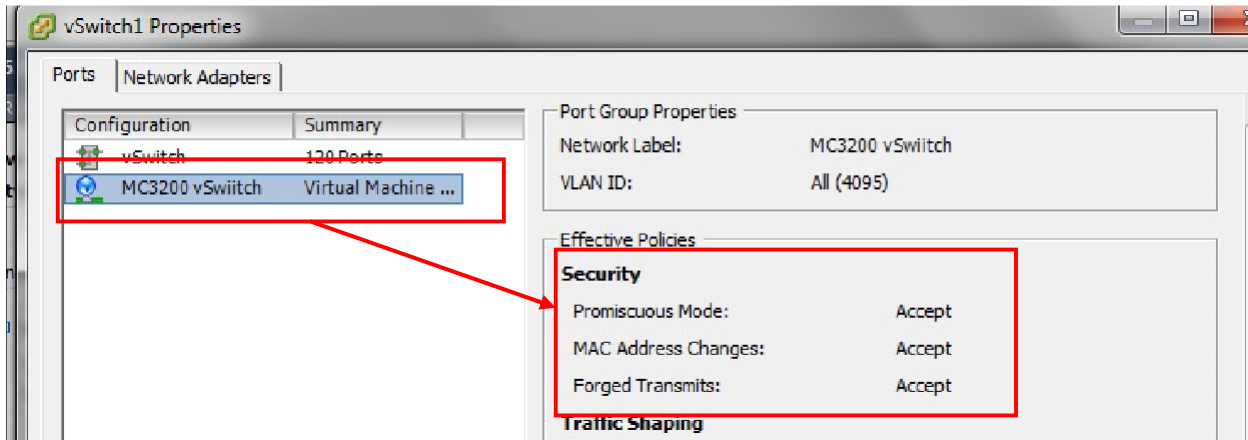 vSwitch1 Properties
Ports Network Adapters
Configuration Summary
vSwitch 120 Ports
MC3200 vSwiitch Virtual Machine ...
Port Group Properties
Network Label: MC3200 vSwiitch
VLAN ID: All (4095)
Effective Policies
Security
Promiscuous Mode: Accept
MAC Address Changes: Accept
Forged Transmits: Accept
Traffic Shaping